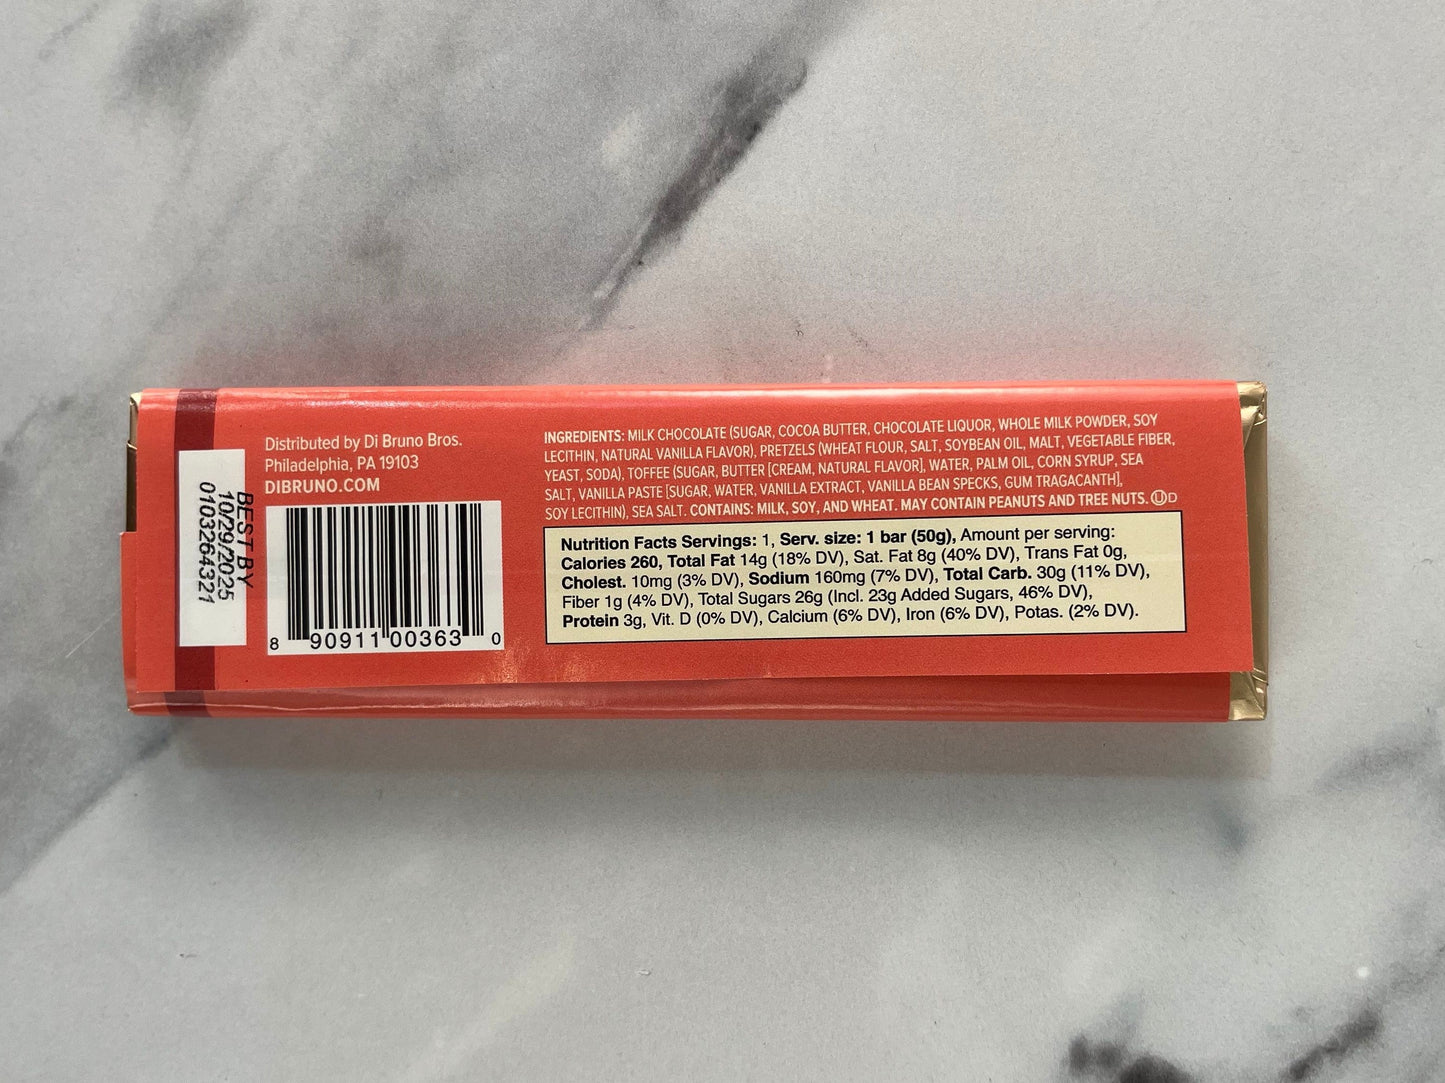 BEST BY
10/29/2025
0103264321
Distributed by Di Bruno Bros.
Philadelphia, PA 19103
DIBRUNO.COM
8 90911 00363 0
INGREDIENTS: MILK CHOCOLATE (SUGAR, COCOA BUTTER, CHOCOLATE LIQUOR, WHOLE MILK POWDER, SOY
LECITHIN, NATURAL VANILLA FLAVOR), PRETZELS (WHEAT FLOUR, SALT, SOYBEAN OIL, MALT, VEGETABLE FIBER,
YEAST, SODA), TOFFEE (SUGAR, BUTTER [CREAM, NATURAL FLAVOR], WATER, PALM OIL, CORN SYRUP, SEA
SALT, VANILLA PASTE [SUGAR, WATER, VANILLA EXTRACT, VANILLA BEAN SPECKS, GUM TRAGACANTH],
SOY LECITHIN), SEA SALT. CONTAINS: MILK, SOY, AND WHEAT. MAY CONTAIN PEANUTS AND TREE NUTS. Ⓤ D
Nutrition Facts Servings: 1, Serv. size: 1 bar (50g), Amount per serving:
Calories 260, Total Fat 14g (18% DV), Sat. Fat 8g (40% DV), Trans Fat 0g,
Cholest. 10mg (3% DV), Sodium 160mg (7% DV), Total Carb. 30g (11% DV),
Fiber 1g (4% DV), Total Sugars 26g (Incl. 23g Added Sugars, 46% DV),
Protein 3g, Vit. D (0% DV), Calcium (6% DV), Iron (6% DV), Potas. (2% DV).